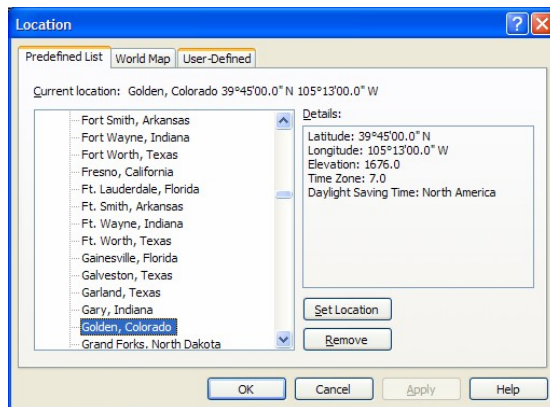 Location
Predefined List World Map User-Defined
Current location: Golden, Colorado 39°45'00.0" N 105°13'00.0" W
Details:
Fort Smith, Arkansas
Fort Wayne, Indiana
Fort Worth, Texas
Fresno, California
Ft. Lauderdale, Florida
Ft. Smith, Arkansas
Ft. Wayne, Indiana
Ft. Worth, Texas
Gainesville, Florida
Galveston, Texas
Garland, Texas
Gary, Indiana
Golden, Colorado
Grand Forks, North Dakota
Latitude: 39°45'00.0" N
Longitude: 105°13'00.0" W
Elevation: 1676.0
Time Zone: 7.0
Daylight Saving Time: North America
Set Location
Remove
OK Cancel Apply Help